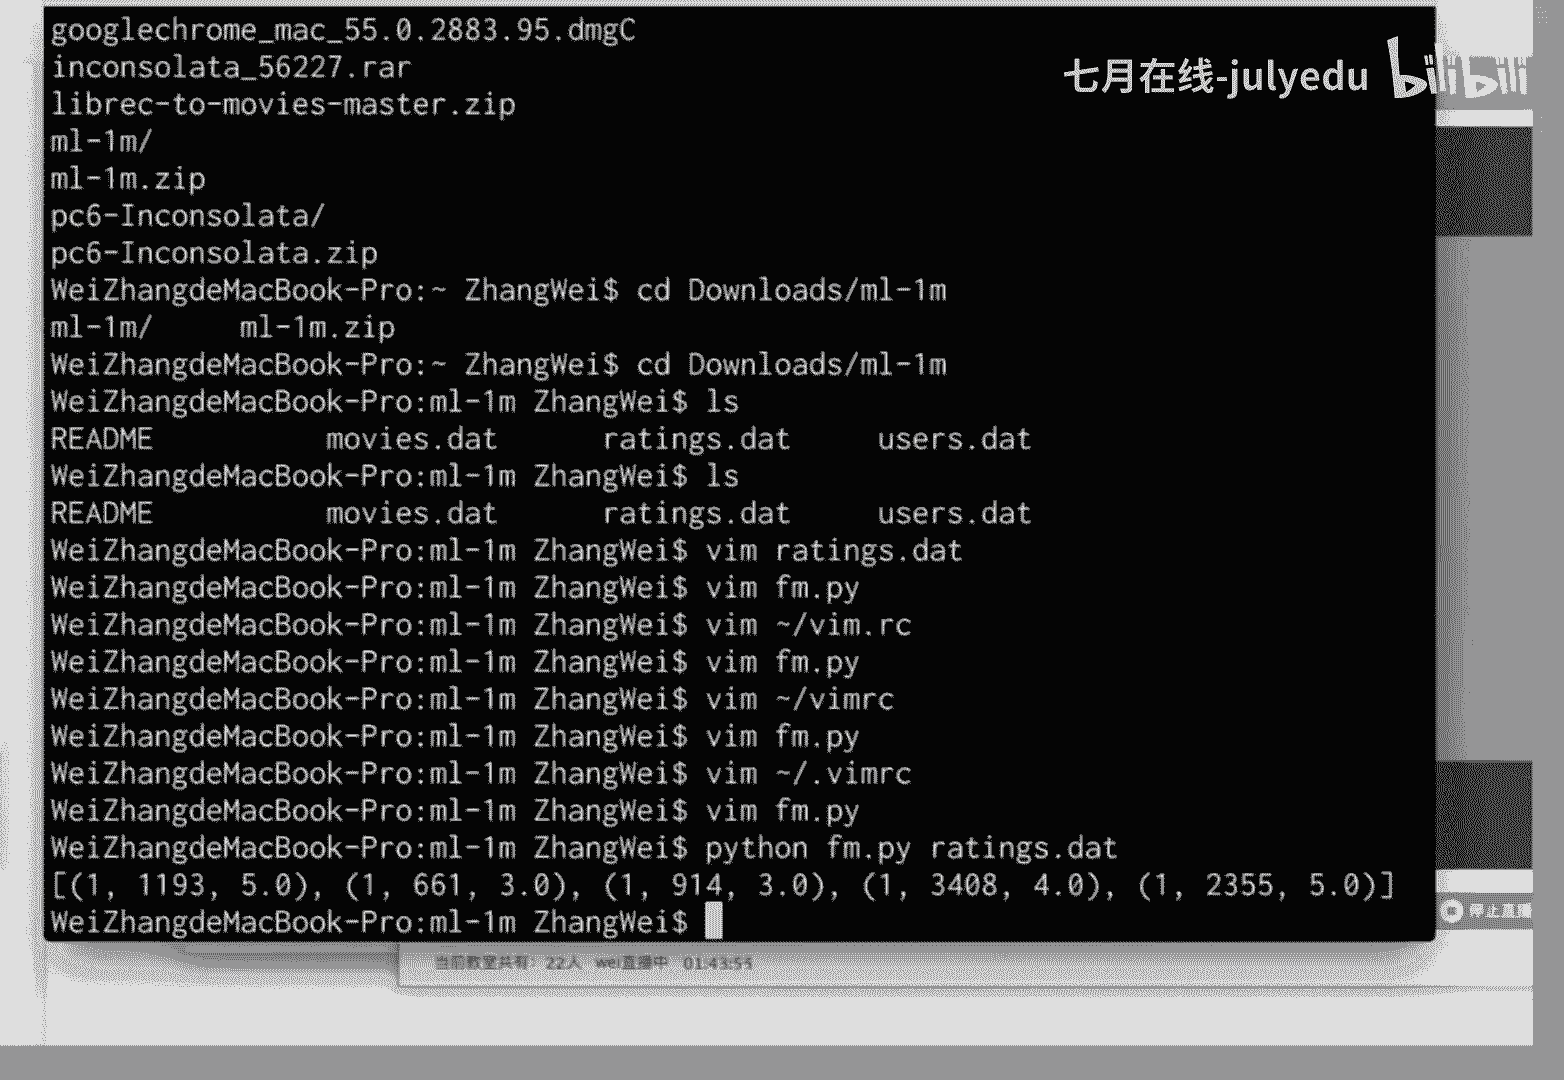 googlechrome_mac_55.0.2883.95.dmgC
inconsolata_56227.rar
七月在线-julyedu bilibili
librec-to-movies-master.zip
ml-1m/
ml-1m.zip
pc6-Inconsolata/
pc6-Inconsolata.zip
WeiZhangdeMacBook-Pro:~ ZhangWei$ cd Downloads/ml-1m
ml-1m/     ml-1m.zip
WeiZhangdeMacBook-Pro:~ ZhangWei$ cd Downloads/ml-1m
WeiZhangdeMacBook-Pro:ml-1m ZhangWei$ ls
README          movies.dat      ratings.dat     users.dat
WeiZhangdeMacBook-Pro:ml-1m ZhangWei$ ls
README          movies.dat      ratings.dat     users.dat
WeiZhangdeMacBook-Pro:ml-1m ZhangWei$ vim ratings.dat
WeiZhangdeMacBook-Pro:ml-1m ZhangWei$ vim fm.py
WeiZhangdeMacBook-Pro:ml-1m ZhangWei$ vim ~/vim.rc
WeiZhangdeMacBook-Pro:ml-1m ZhangWei$ vim fm.py
WeiZhangdeMacBook-Pro:ml-1m ZhangWei$ vim ~/vimrc
WeiZhangdeMacBook-Pro:ml-1m ZhangWei$ vim fm.py
WeiZhangdeMacBook-Pro:ml-1m ZhangWei$ vim ~/.vimrc
WeiZhangdeMacBook-Pro:ml-1m ZhangWei$ vim fm.py
WeiZhangdeMacBook-Pro:ml-1m ZhangWei$ python fm.py ratings.dat
[(1, 1193, 5.0), (1, 661, 3.0), (1, 914, 3.0), (1, 3408, 4.0), (1, 2355, 5.0)]
WeiZhangdeMacBook-Pro:ml-1m ZhangWei$
停止直播
当前教室共有：22人 wei直播中 01:43:55